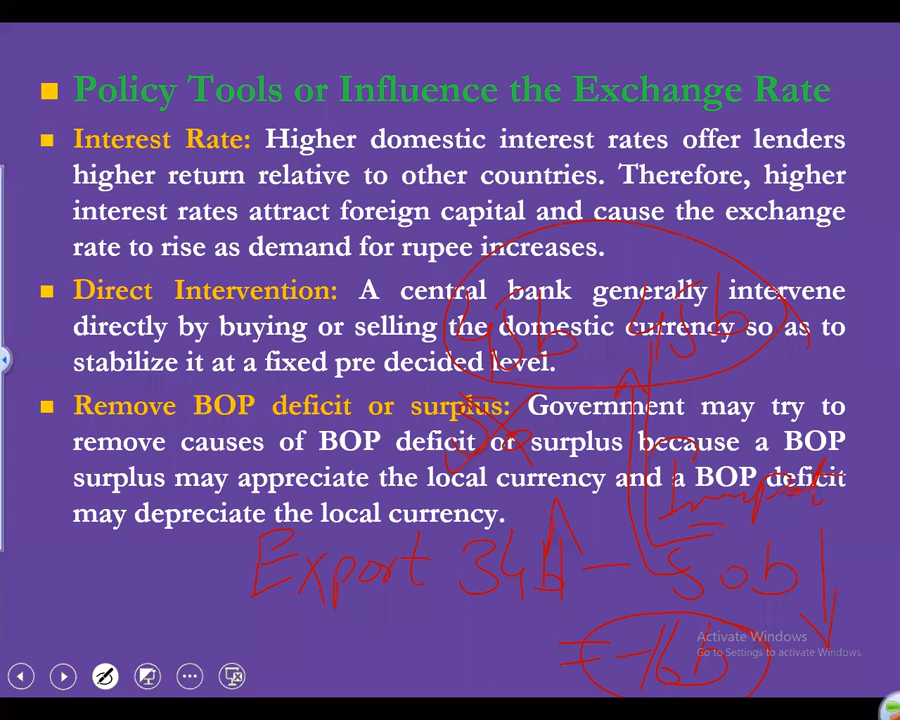 Policy Tools or Influence the Exchange Rate
Interest Rate: Higher domestic interest rates offer lenders
higher return relative to other countries. Therefore, higher
interest rates attract foreign capital and cause the exchange
rate to rise as demand for rupee increases.
Direct Intervention: A central bank generally intervene
directly by buying or selling the domestic currency so as to
stabilize it at a fixed pre decided level.
45b 45b
Remove BOP deficit or surplus: Government may try to
remove causes of BOP deficit or surplus because a BOP
surplus may appreciate the local currency and a BOP deficit
may depreciate the local currency.
Import
Export 34b - 50b
= -16b
Activate Windows
Go to Settings to activate Windows.